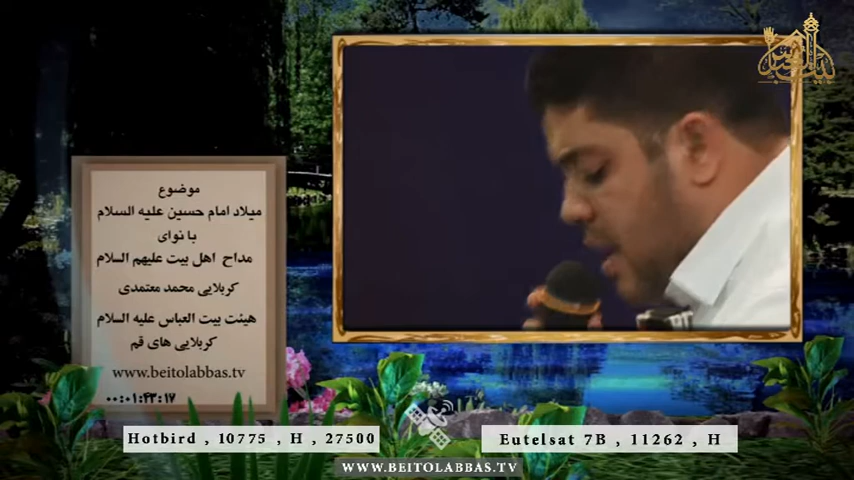 موضوع
میلاد امام حسین علیه السلام
با نوای
مداح اهل بیت علیهم السلام
کربلایی محمد معتمدی
هیئت بیت العباس علیه السلام
کربلایی های قم
www.beitolabbas.tv
00:1:43:17
Hotbird , 10775 , H , 27500
Eutelsat 7B , 11262 , H
WWW.BEITOLABBAS.TV